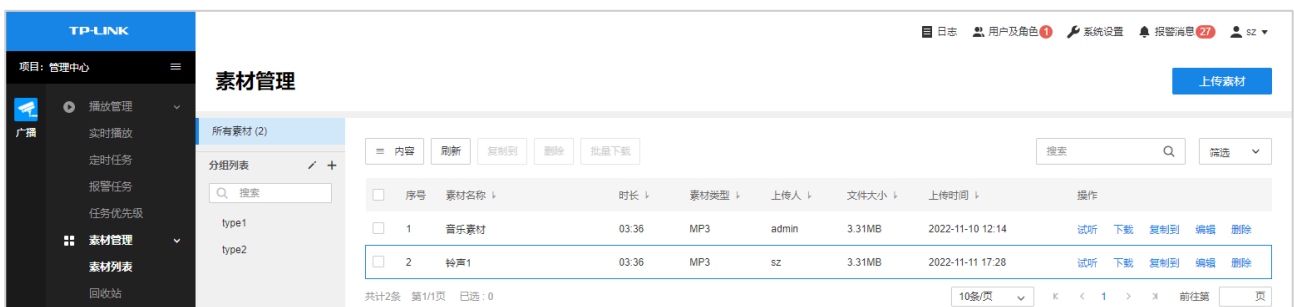 TP-LINK
日志 用户及角色 1 系统设置 报警消息 27 sz
项目：管理中心
素材管理
上传素材
广播
播放管理
实时播放
定时任务
报警任务
任务优先级
素材管理
素材列表
回收站
所有素材 (2)
分组列表
搜索
type1
type2
内容 刷新 复制到 删除 批量下载 搜索 筛选
序号 素材名称 时长 素材类型 上传人 文件大小 上传时间 操作
1 音乐素材 03:36 MP3 admin 3.31MB 2022-11-10 12:14 试听 下载 复制到 编辑 删除
2 铃声1 03:36 MP3 sz 3.31MB 2022-11-11 17:28 试听 下载 复制到 编辑 删除
共计2条 第1/1页 已选：0 10条/页 1 前往第 页